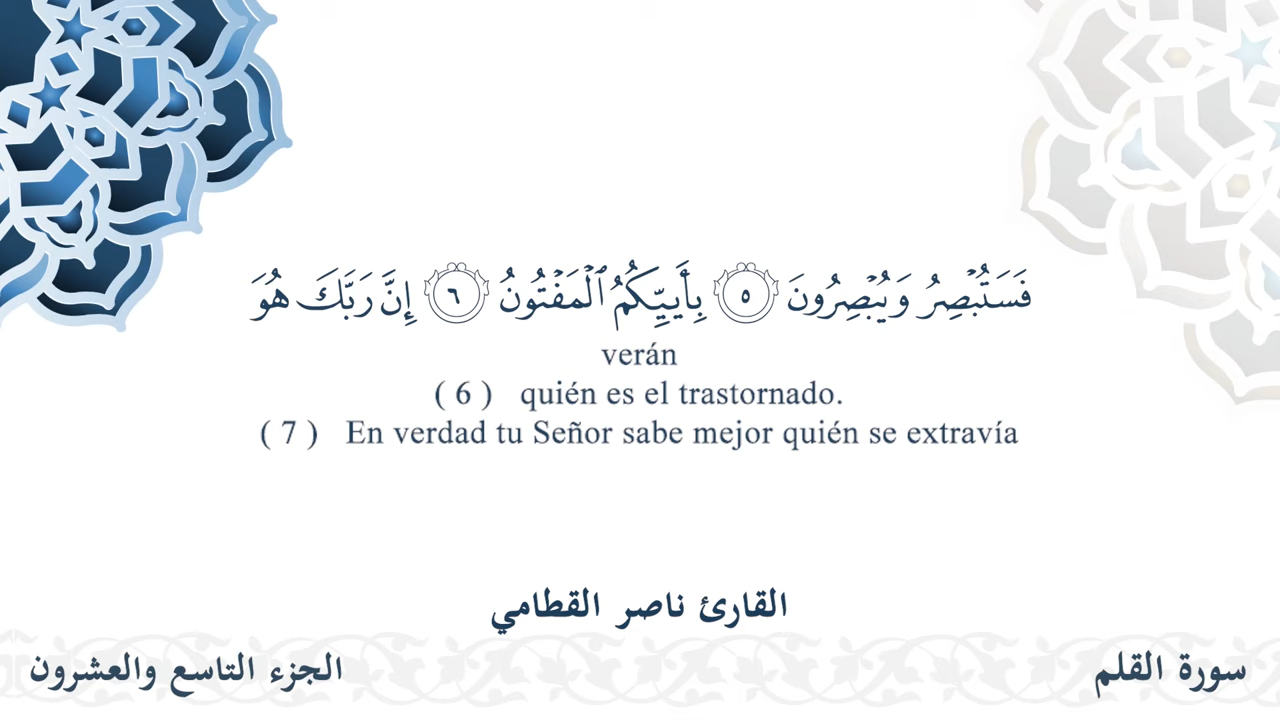 فَسَتُبۡصِرُ وَيُبۡصِرُونَ ٥ بِأَييِّكُمُ ٱلۡمَفۡتُونُ ٦ إِنَّ رَبَّكَ هُوَ
verán
( 6 ) quién es el trastornado.
( 7 ) En verdad tu Señor sabe mejor quién se extravía
القارئ ناصر القطامي
سورة القلم
الجزء التاسع والعشرون